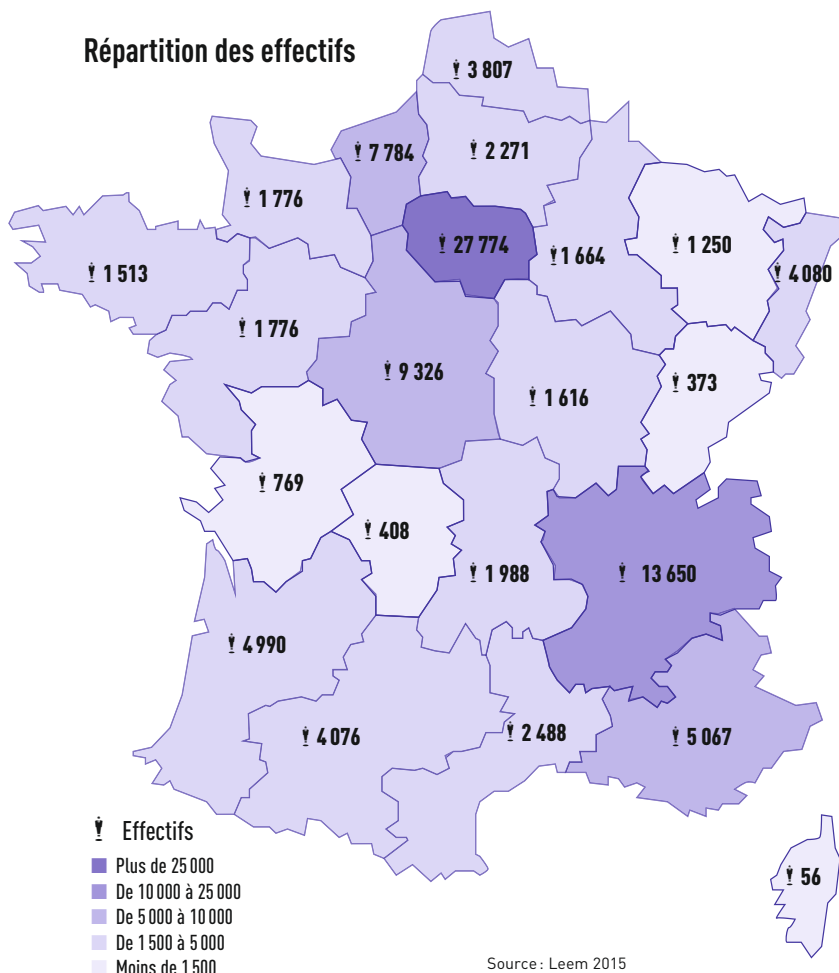 Répartition des effectifs
3 807
7 784
2 271
1 776
27 774
1 664
1 250
4 080
1 513
1 776
9 326
1 616
373
769
408
1 988
13 650
4 990
4 076
2 488
5 067
56
Effectifs
Plus de 25 000
De 10 000 à 25 000
De 5 000 à 10 000
De 1 500 à 5 000
Moins de 1 500
Source : Leem 2015